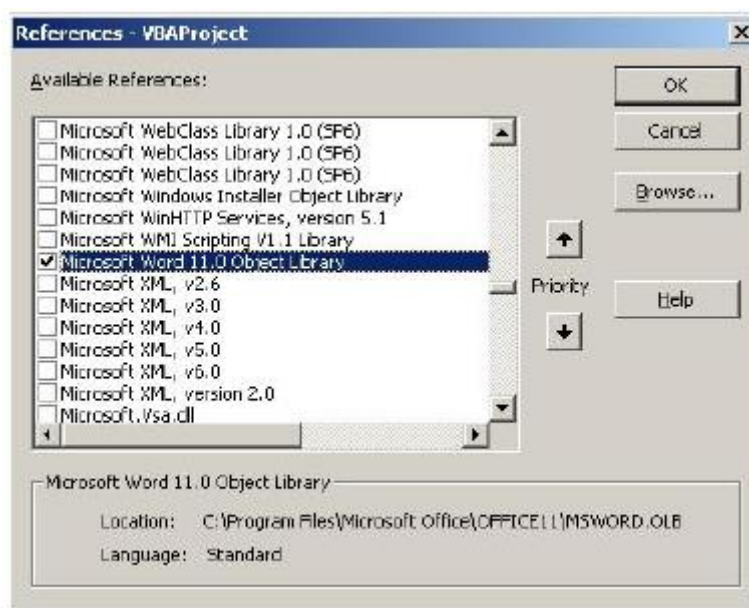 References - VBAProject
Available References:
Microsoft WebClass Library 1.0 (SP6)
Microsoft WebClass Library 1.0 (SP6)
Microsoft WebClass Library 1.0 (SP6)
Microsoft Windows Installer Object Library
Microsoft WinHTTP Services, version 5.1
Microsoft WMI Scripting V1.1 Library
Microsoft Word 11.0 Object Library
Microsoft XML, v2.6
Microsoft XML, v3.0
Microsoft XML, v4.0
Microsoft XML, v5.0
Microsoft XML, v6.0
Microsoft XML, version 2.0
Microsoft.Vsa.dll
OK
Cancel
Browse...
Priority
Help
Microsoft Word 11.0 Object Library
Location: C:\Program Files\Microsoft Office\OFFICE11\MSWORD.OLB
Language: Standard